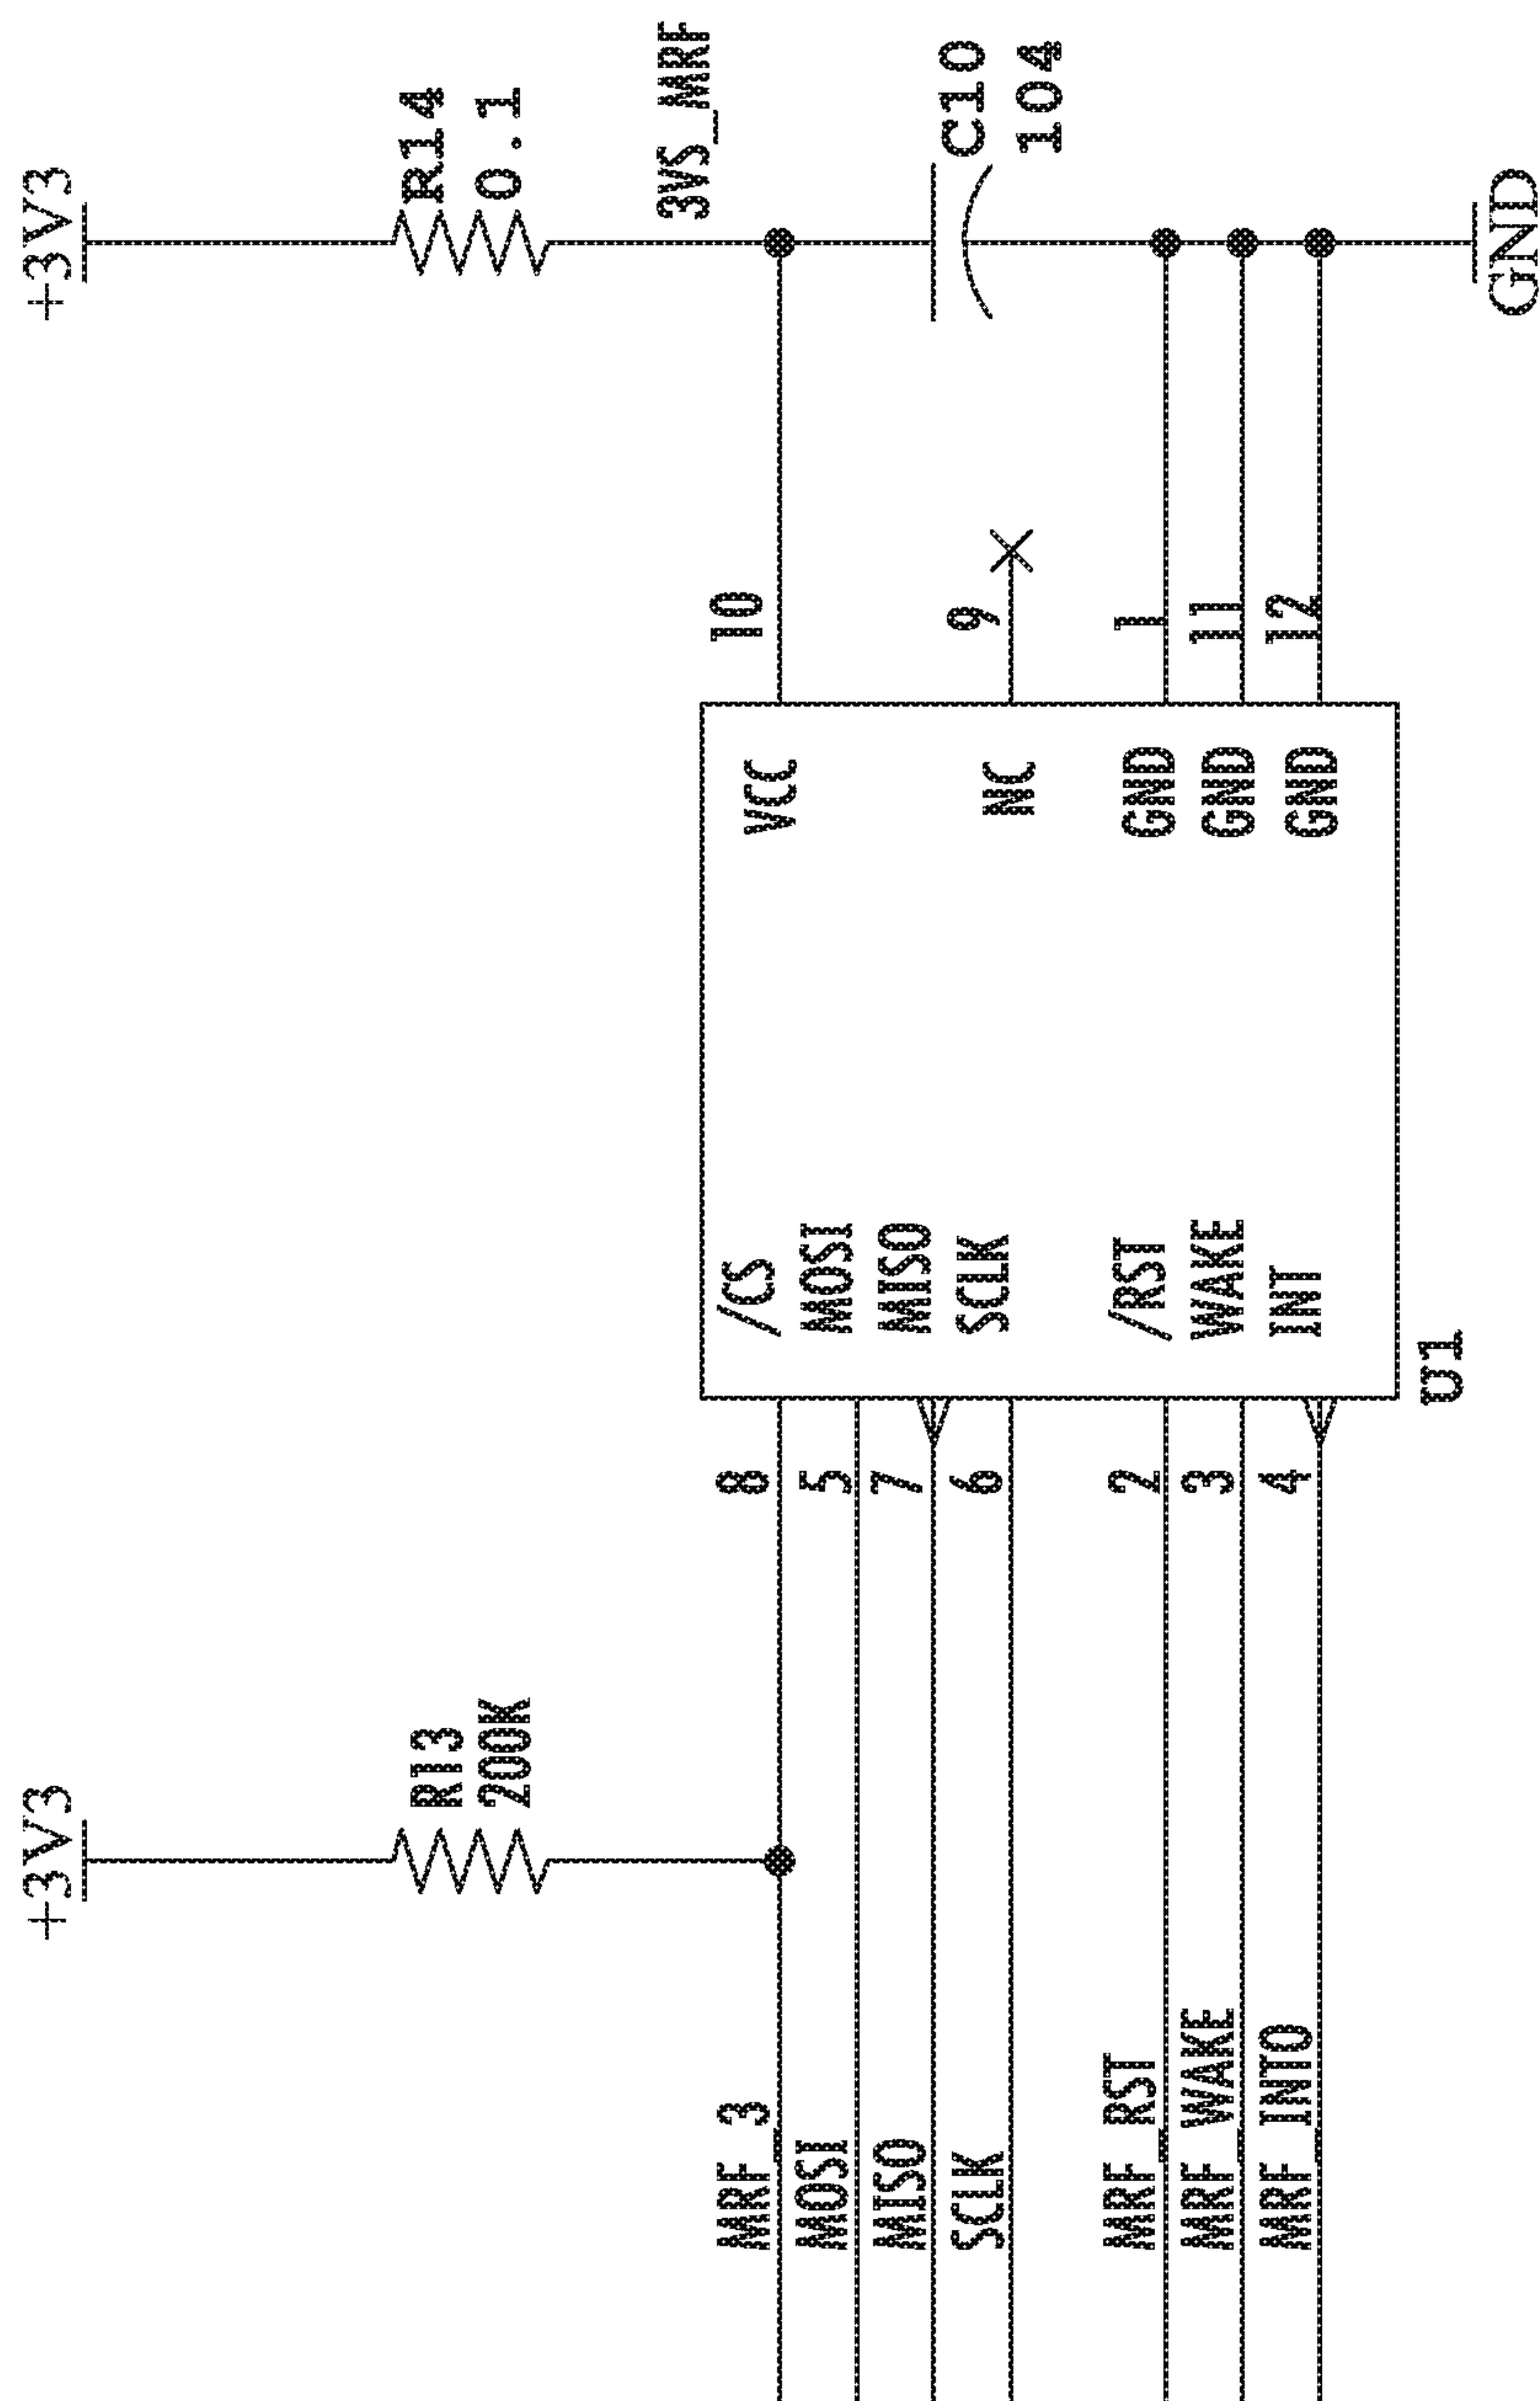 +3V3
+3V3
R13
200K
R14
0.1
3VS_MRF
MRF_3
8
/CS
VCC
10
MOSI
5
MOSI
MISO
7
MISO
C10
104
SCLK
6
SCLK
NC
9
MRF_RST
2
/RST
GND
1
MRF_WAKE
3
WAKE
GND
11
MRF_INT0
4
INT
GND
12
U1
GND